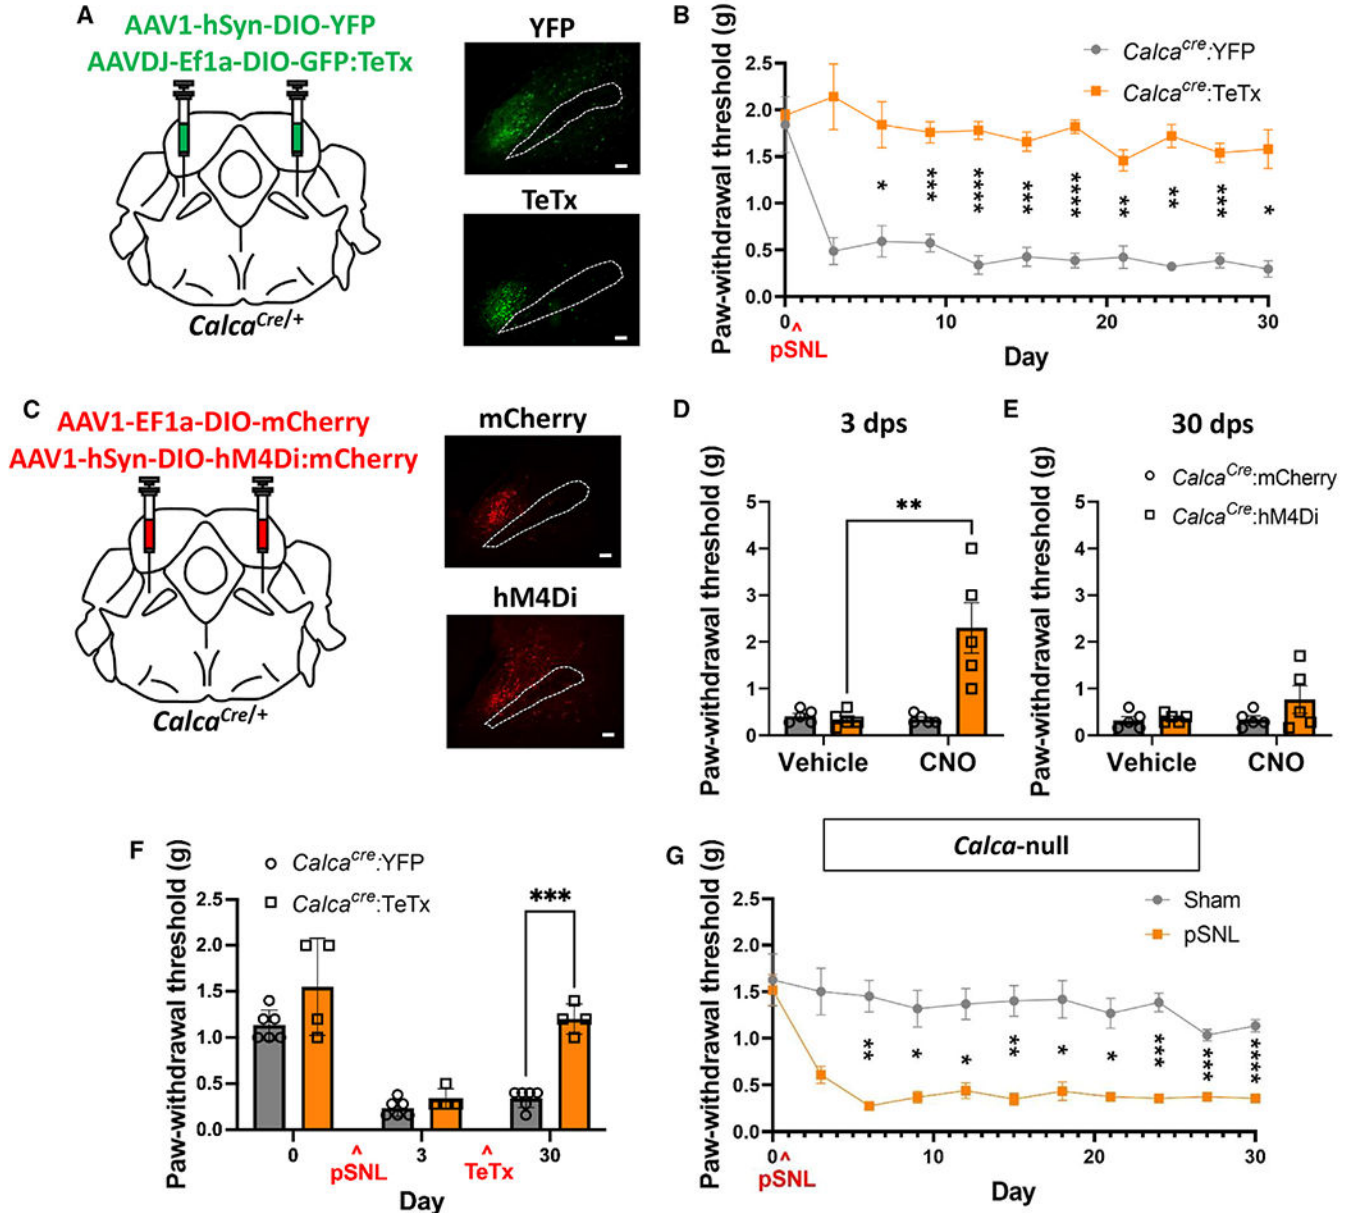 A
AAV1-hSyn-DIO-YFP
AAVDJ-Ef1a-DIO-GFP:TeTx
Calca^Cre/+
YFP
TeTx
B
Calca^cre:YFP
Calca^cre:TeTx
Paw-withdrawal threshold (g)
2.5
2.0
1.5
1.0
0.5
0.0
* *** **** *** **** ** ** *** *
0 10 20 30
^
pSNL
Day
C
AAV1-EF1a-DIO-mCherry
AAV1-hSyn-DIO-hM4Di:mCherry
Calca^Cre/+
mCherry
hM4Di
D
3 dps
Paw-withdrawal threshold (g)
5
4
3
2
1
0
**
Vehicle CNO
E
30 dps
Calca^Cre:mCherry
Calca^Cre:hM4Di
Paw-withdrawal threshold (g)
5
4
3
2
1
0
Vehicle CNO
F
Calca^cre:YFP
Calca^cre:TeTx
Paw-withdrawal threshold (g)
2.5
2.0
1.5
1.0
0.5
0.0
***
0 3 30
^ ^
pSNL TeTx
Day
G
Calca-null
Sham
pSNL
Paw-withdrawal threshold (g)
2.5
2.0
1.5
1.0
0.5
0.0
** * * ** * * *** *** ****
0 10 20 30
^
pSNL
Day